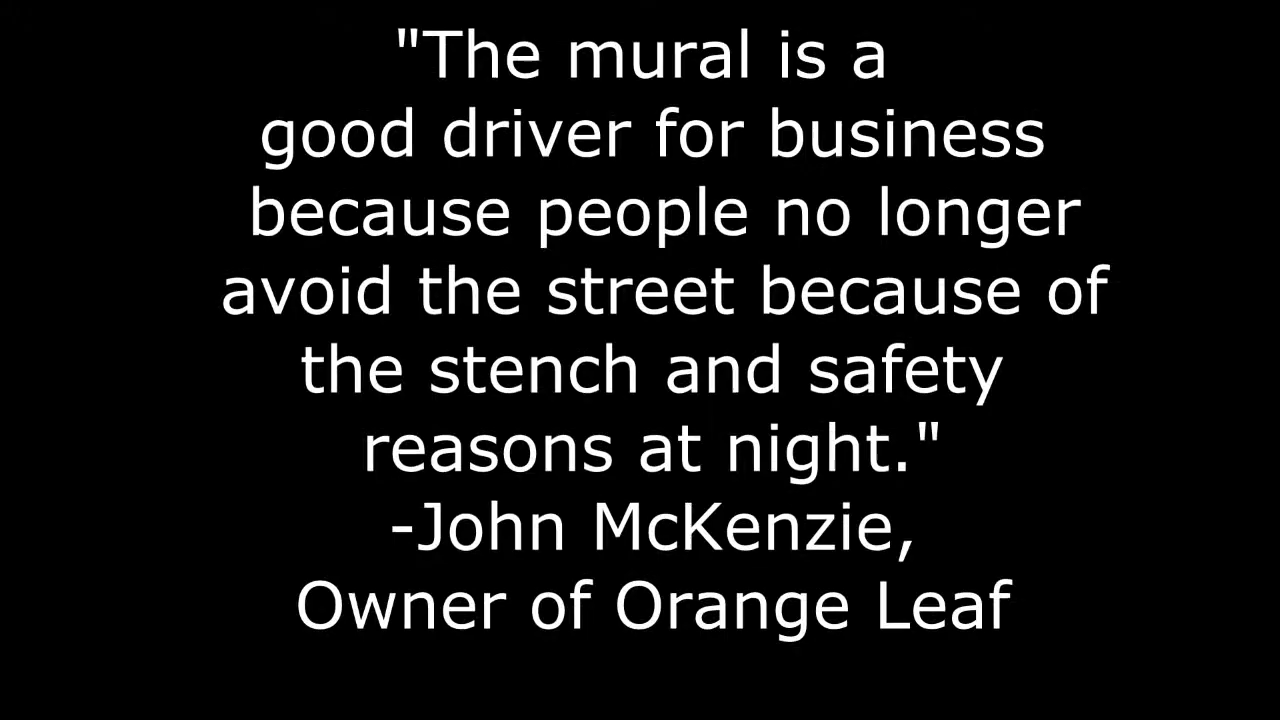 "The mural is a
good driver for business
because people no longer
avoid the street because of
the stench and safety
reasons at night."
-John McKenzie,
Owner of Orange Leaf